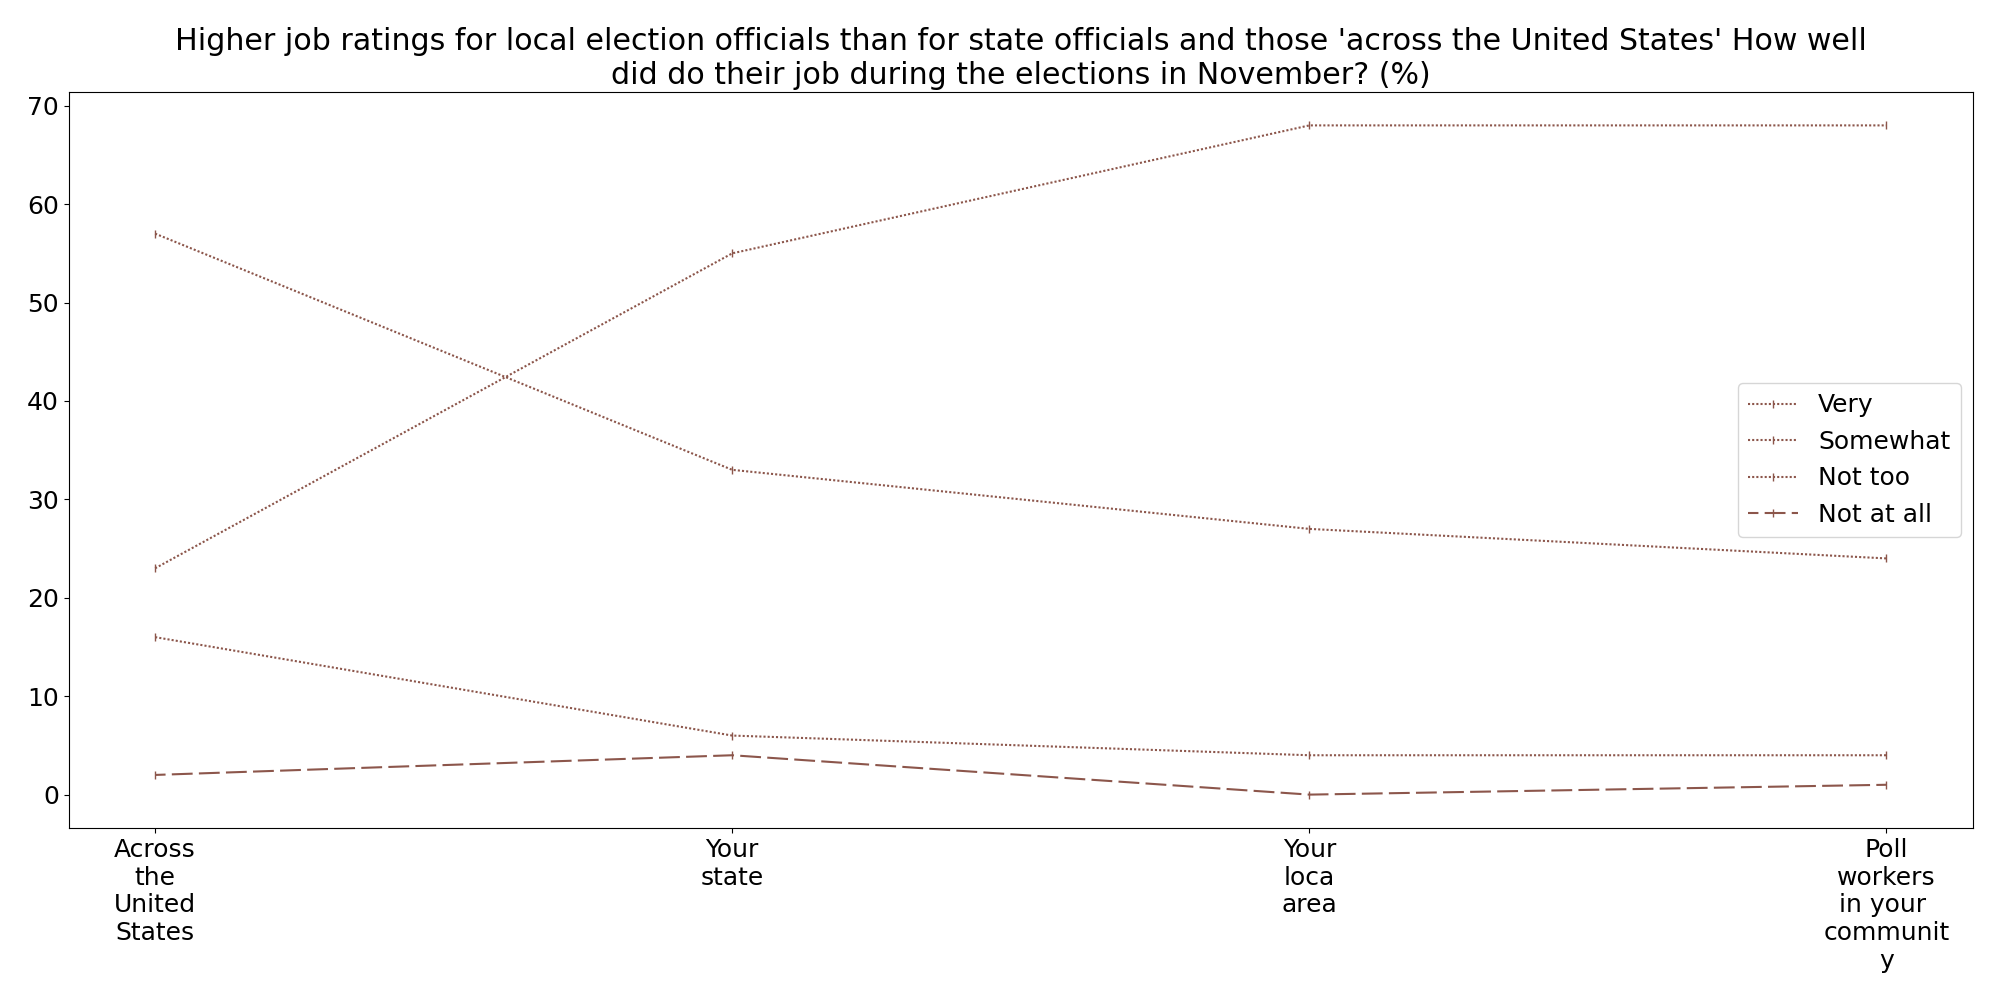 Higher job ratings for local election officials than for state officials and those 'across the United States' How well
did do their job during the elections in November? (%)
70
60
50
40
30
20
10
0
Very
Somewhat
Not too
Not at all
Across
the
United
States
Your
state
Your
loca
area
Poll
workers
in your
communit
y